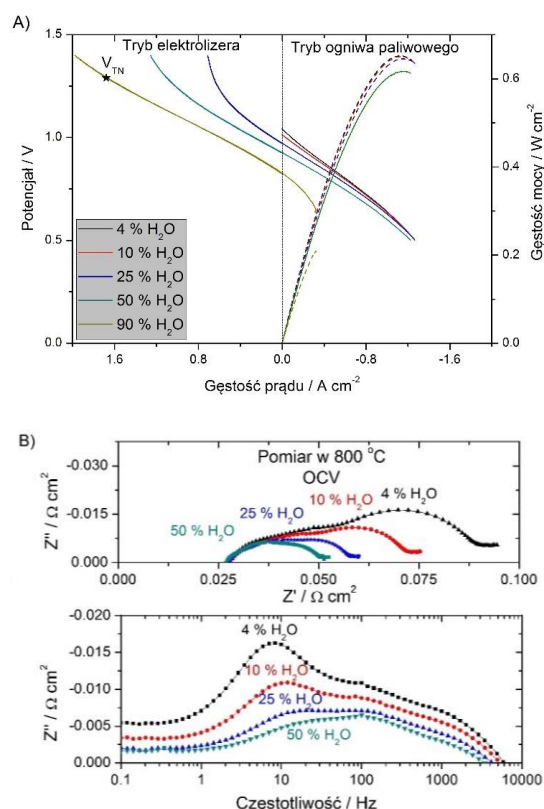 A)
Tryb elektrolizera
Tryb ogniwa paliwowego
V_TN
Potencjał / V
1.5
1.0
0.5
0.0
Gęstość mocy / W cm⁻²
0.6
0.4
0.2
0.0
4 % H₂O
10 % H₂O
25 % H₂O
50 % H₂O
90 % H₂O
1.6 0.8 0.0 -0.8 -1.6
Gęstość prądu / A cm⁻²
B)
Pomiar w 800 °C
OCV
4 % H₂O
10 % H₂O
25 % H₂O
50 % H₂O
Z'' / Ω cm²
-0.030
-0.015
0.000
0.000 0.025 0.050 0.075 0.100
Z' / Ω cm²
Z'' / Ω cm²
-0.020
-0.015
-0.010
-0.005
0.000
4 % H₂O
10 % H₂O
25 % H₂O
50 % H₂O
0.1 1 10 100 1000 10000
Czestotliwość / Hz